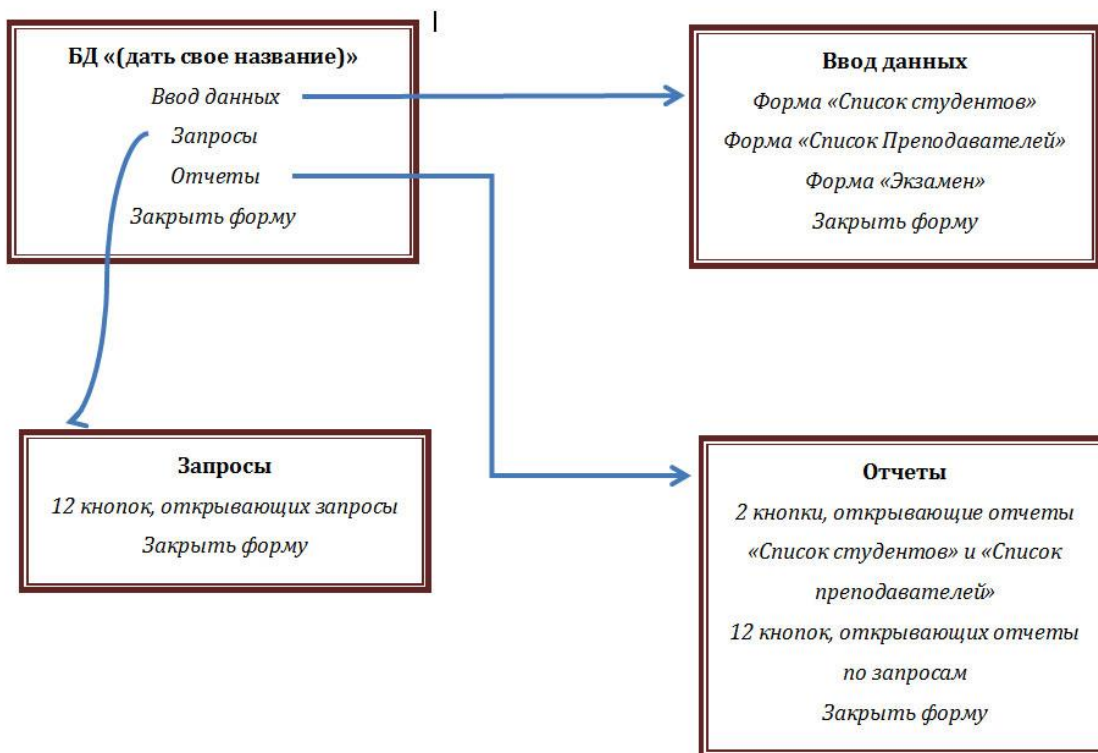 БД «(дать свое название)»
Ввод данных
Запросы
Отчеты
Закрыть форму
Ввод данных
Форма «Список студентов»
Форма «Список Преподавателей»
Форма «Экзамен»
Закрыть форму
Запросы
12 кнопок, открывающих запросы
Закрыть форму
Отчеты
2 кнопки, открывающие отчеты
«Список студентов» и «Список
преподавателей»
12 кнопок, открывающих отчеты
по запросам
Закрыть форму